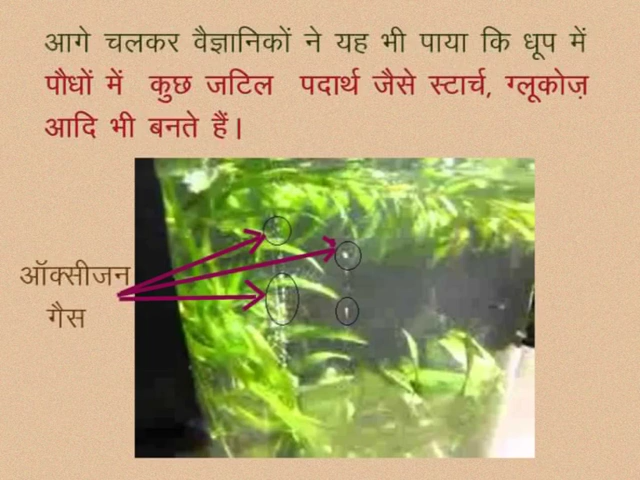 आगे चलकर वैज्ञानिकों ने यह भी पाया कि धूप में
पौधों में कुछ जटिल पदार्थ जैसे स्टार्च, ग्लूकोज़
आदि भी बनते हैं।
ऑक्सीजन
गैस